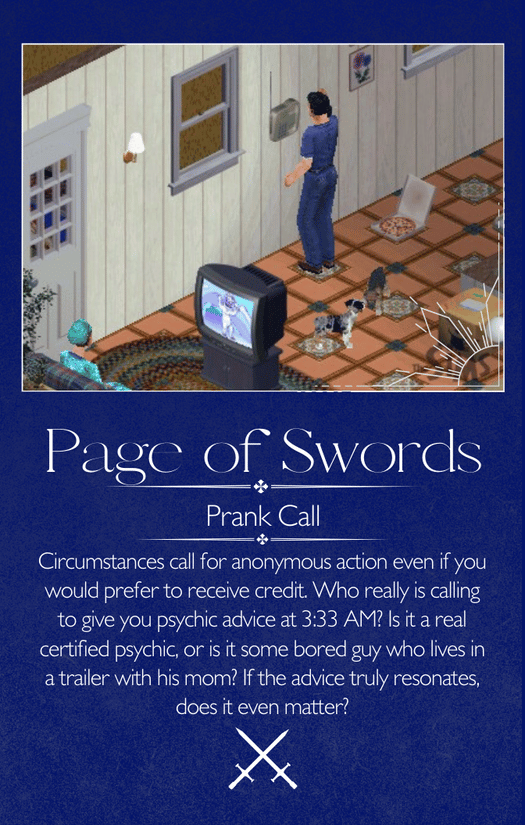 Page of Swords
Prank Call
Circumstances call for anonymous action even if you
would prefer to receive credit. Who really is calling
to give you psychic advice at 3:33 AM? Is it a real
certified psychic, or is it some bored guy who lives in
a trailer with his mom? If the advice truly resonates,
does it even matter?